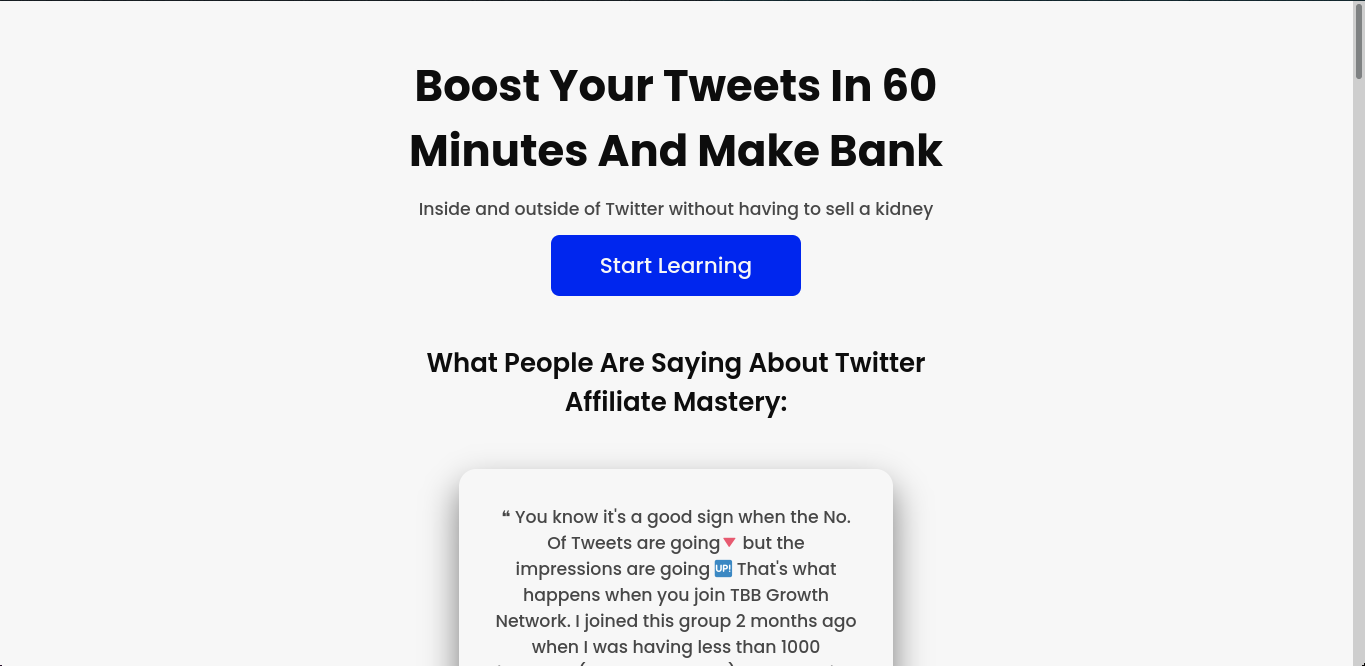 Boost Your Tweets In 60
Minutes And Make Bank
Inside and outside of Twitter without having to sell a kidney
Start Learning
What People Are Saying About Twitter
Affiliate Mastery:
❝ You know it's a good sign when the No.
Of Tweets are going🔻 but the
impressions are going 🆙 That's what
happens when you join TBB Growth
Network. I joined this group 2 months ago
when I was having less than 1000